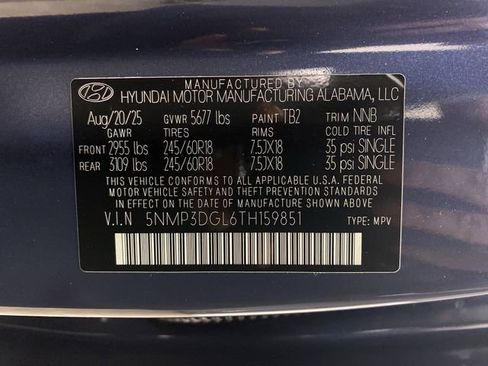 MANUFACTURED BY
HYUNDAI MOTOR MANUFACTURING ALABAMA, LLC
Aug/20/25 GVWR 5677 lbs PAINT TB2 TRIM NNB
GAWR TIRES RIMS COLD TIRE INFL
FRONT 2955 lbs 245/60R18 7.5JX18 35 psi SINGLE
REAR 3109 lbs 245/60R18 7.5JX18 35 psi SINGLE
THIS VEHICLE CONFORMS TO ALL APPLICABLE U.S.A. FEDERAL
MOTOR VEHICLE SAFETY AND THEFT PREVENTION STANDARDS
IN EFFECT ON THE DATE OF MANUFACTURE SHOWN ABOVE.
V.I.N 5NMP3DGL6TH159851 TYPE: MPV